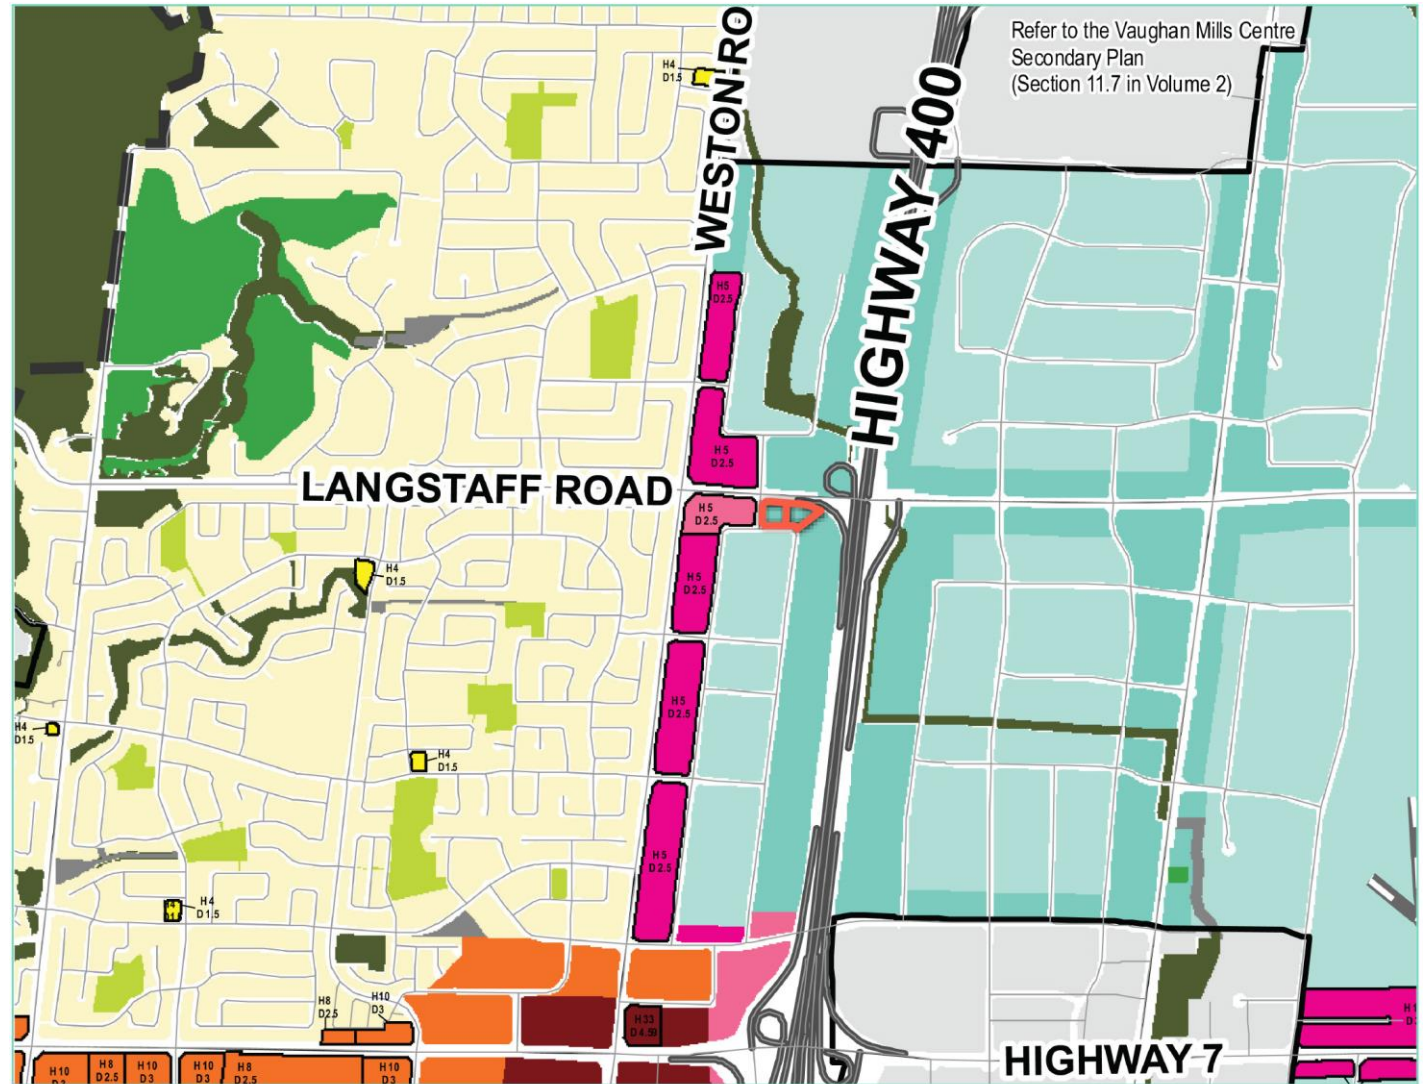 WESTON RO
H4
D1.5
Refer to the Vaughan Mills Centre
Secondary Plan
(Section 11.7 in Volume 2)
HIGHWAY 400
H5
D2.5
H5
D2.5
LANGSTAFF ROAD
H5
D2.5
H4
D1.5
H5
D2.5
H5
D2.5
H4
D1.5
H4
D1.5
H5
D2.5
H4
D1.5
H8
D2.5
H10
D3
H33
D4.59
HIGHWAY 7
H10
H8
D2.5
H10
D3
H10
D3
H8
D2.5
H10
D3